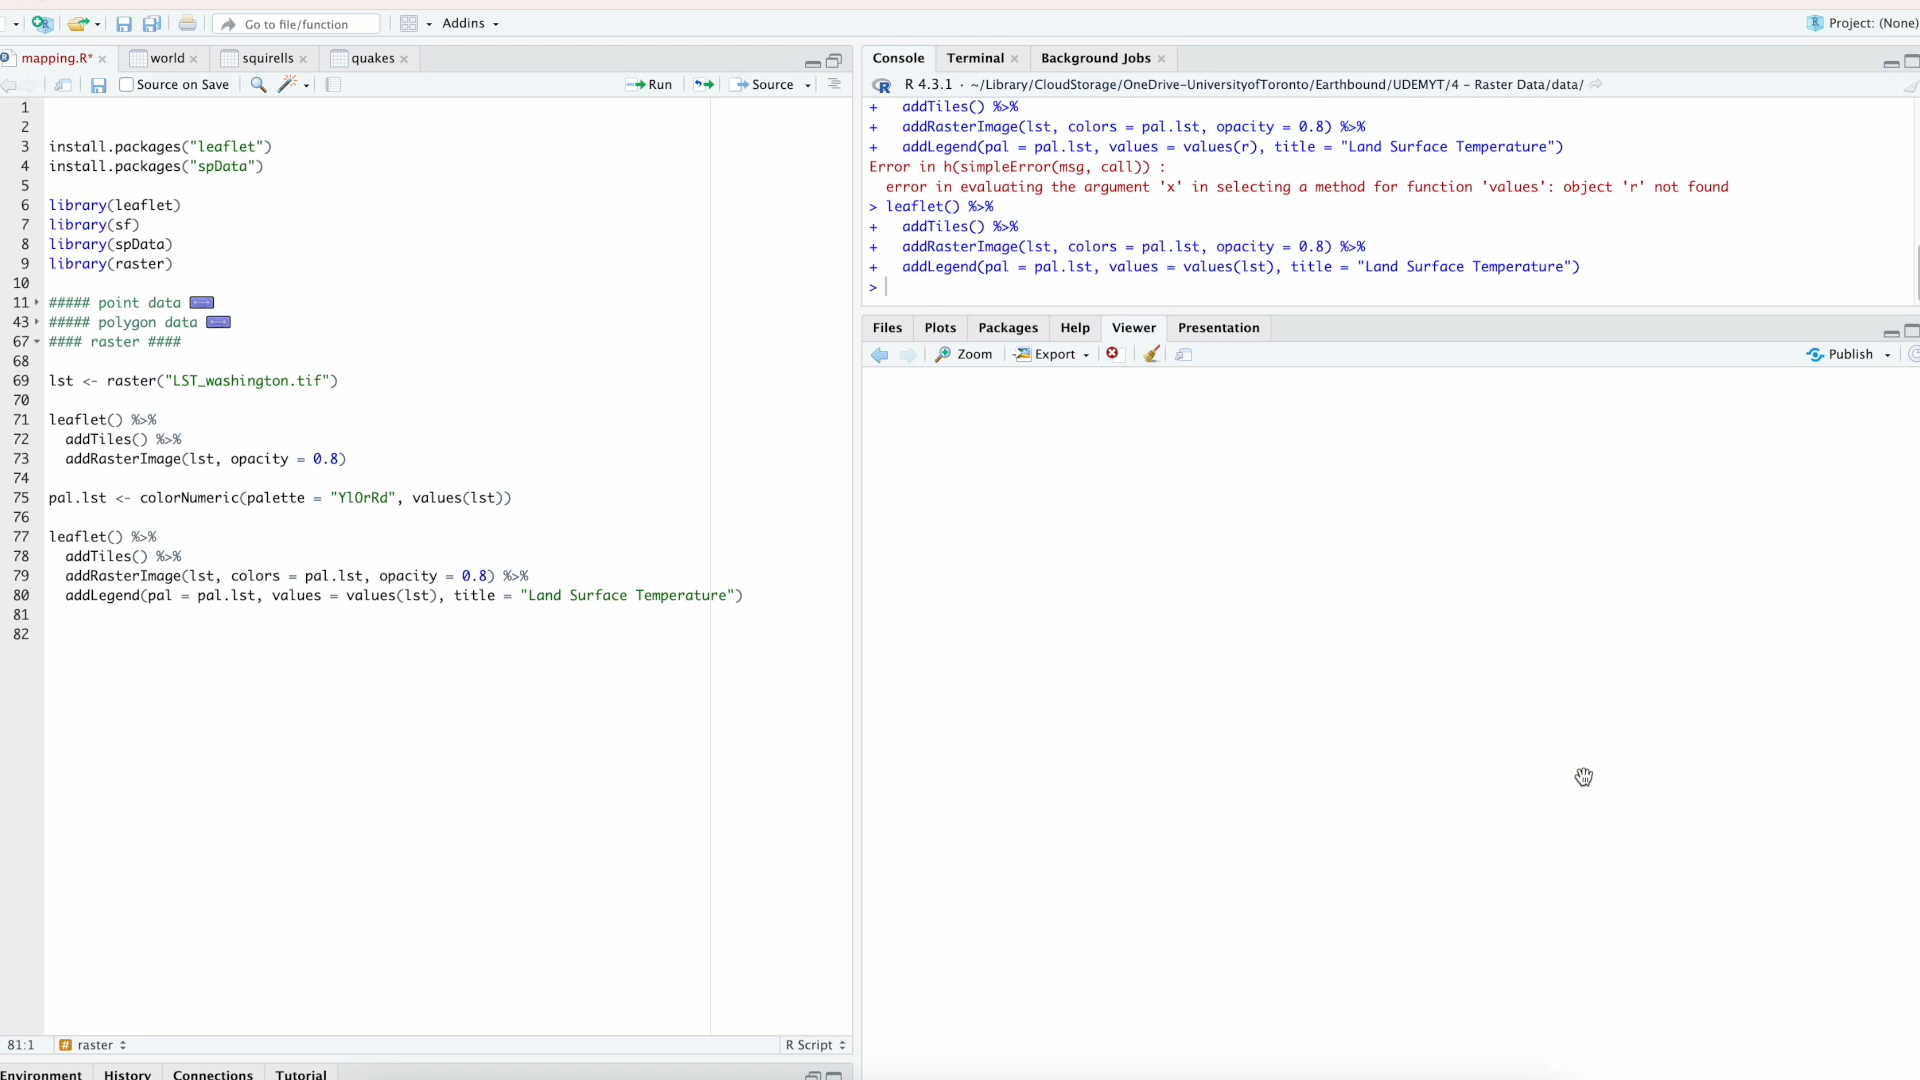 Go to file/function Addins Project: (None)
mapping.R* world squirells quakes
Source on Save Run Source
1
2
3 install.packages("leaflet")
4 install.packages("spData")
5
6 library(leaflet)
7 library(sf)
8 library(spData)
9 library(raster)
10
11 ##### point data
43 ##### polygon data
67 #### raster ####
68
69 lst <- raster("LST_washington.tif")
70
71 leaflet() %>%
72 addTiles() %>%
73 addRasterImage(lst, opacity = 0.8)
74
75 pal.lst <- colorNumeric(palette = "YlOrRd", values(lst))
76
77 leaflet() %>%
78 addTiles() %>%
79 addRasterImage(lst, colors = pal.lst, opacity = 0.8) %>%
80 addLegend(pal = pal.lst, values = values(lst), title = "Land Surface Temperature")
81
82
81:1 raster R Script
Environment History Connections Tutorial
Console Terminal Background Jobs
R 4.3.1 · ~/Library/CloudStorage/OneDrive-UniversityofToronto/Earthbound/UDEMYT/4 – Raster Data/data/
+ addTiles() %>%
+ addRasterImage(lst, colors = pal.lst, opacity = 0.8) %>%
+ addLegend(pal = pal.lst, values = values(r), title = "Land Surface Temperature")
Error in h(simpleError(msg, call)) :
error in evaluating the argument 'x' in selecting a method for function 'values': object 'r' not found
> leaflet() %>%
+ addTiles() %>%
+ addRasterImage(lst, colors = pal.lst, opacity = 0.8) %>%
+ addLegend(pal = pal.lst, values = values(lst), title = "Land Surface Temperature")
>
Files Plots Packages Help Viewer Presentation
Zoom Export Publish